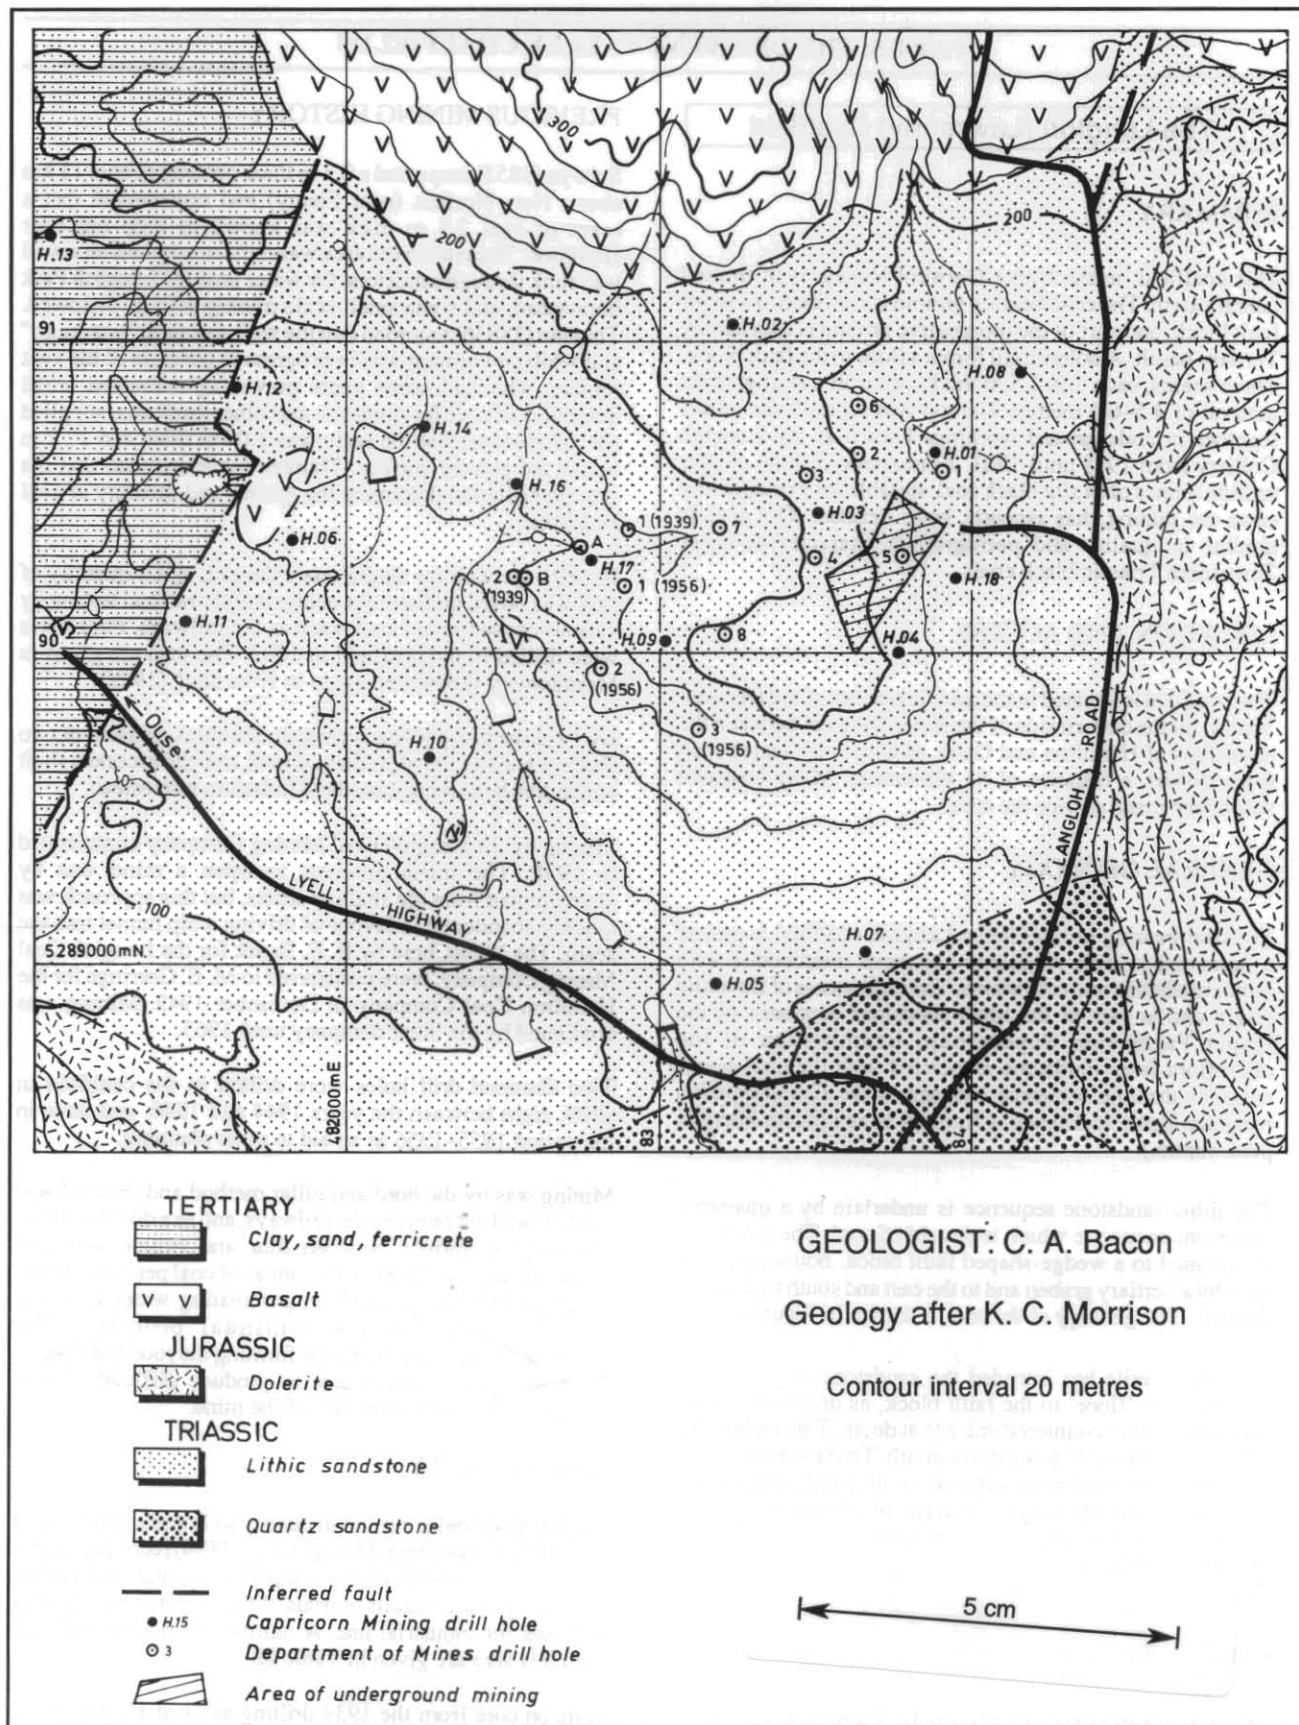 300
200
200
H.13
91
H.02
H.12
H.08
6
H.14
2
H.01
1
3
H.16
H.03
1 (1939)
7
A
H.06
4
5
H.17
2
B
1 (1956)
(1939)
H.18
H.11
8
90
H.09
H.04
2
(1956)
Ouse
3
(1956)
H.10
LANGLOH ROAD
LYELL HIGHWAY
100
5289000mN
H.07
H.05
482000mE
83
84
TERTIARY
Clay, sand, ferricrete
V V Basalt
JURASSIC
Dolerite
TRIASSIC
Lithic sandstone
Quartz sandstone
Inferred fault
H.15 Capricorn Mining drill hole
3 Department of Mines drill hole
Area of underground mining
GEOLOGIST: C. A. Bacon
Geology after K. C. Morrison
Contour interval 20 metres
5 cm